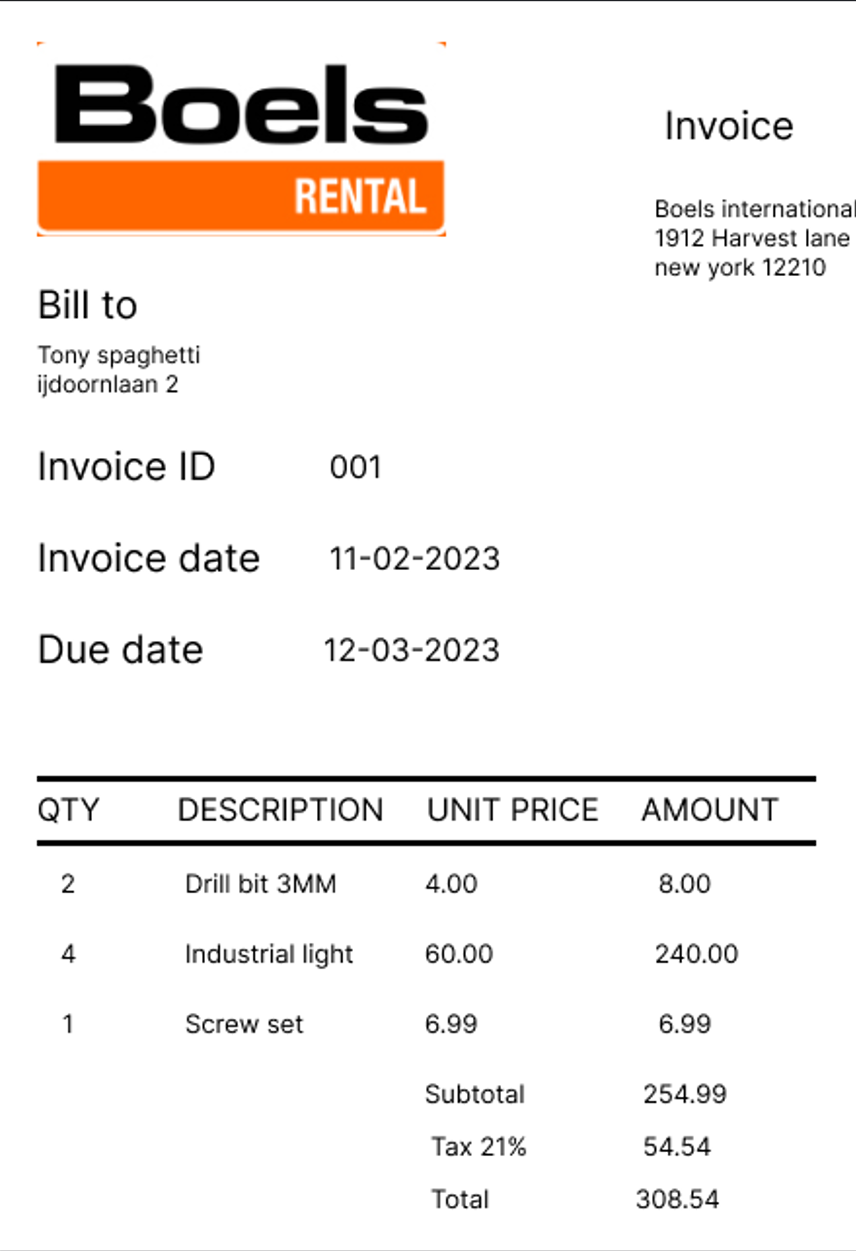 Boels
RENTAL
Invoice
Boels international
1912 Harvest lane
new york 12210
Bill to
Tony spaghetti
ijdoornlaan 2
Invoice ID 001
Invoice date 11-02-2023
Due date 12-03-2023
QTY DESCRIPTION UNIT PRICE AMOUNT
2 Drill bit 3MM 4.00 8.00
4 Industrial light 60.00 240.00
1 Screw set 6.99 6.99
Subtotal 254.99
Tax 21% 54.54
Total 308.54